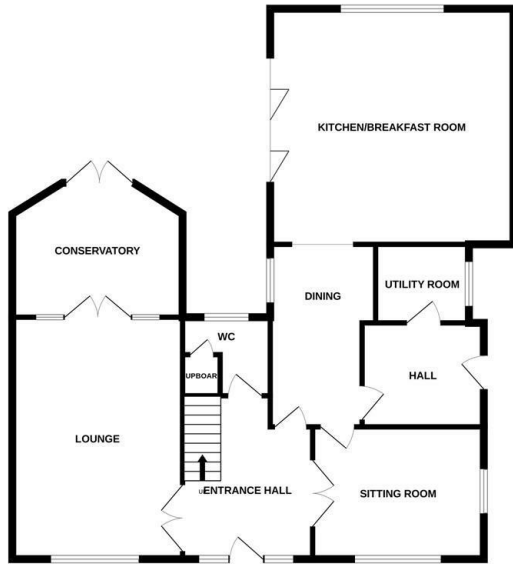 KITCHEN/BREAKFAST ROOM
CONSERVATORY
DINING
UTILITY ROOM
WC
UPBOAR
HALL
LOUNGE
ENTRANCE HALL
SITTING ROOM